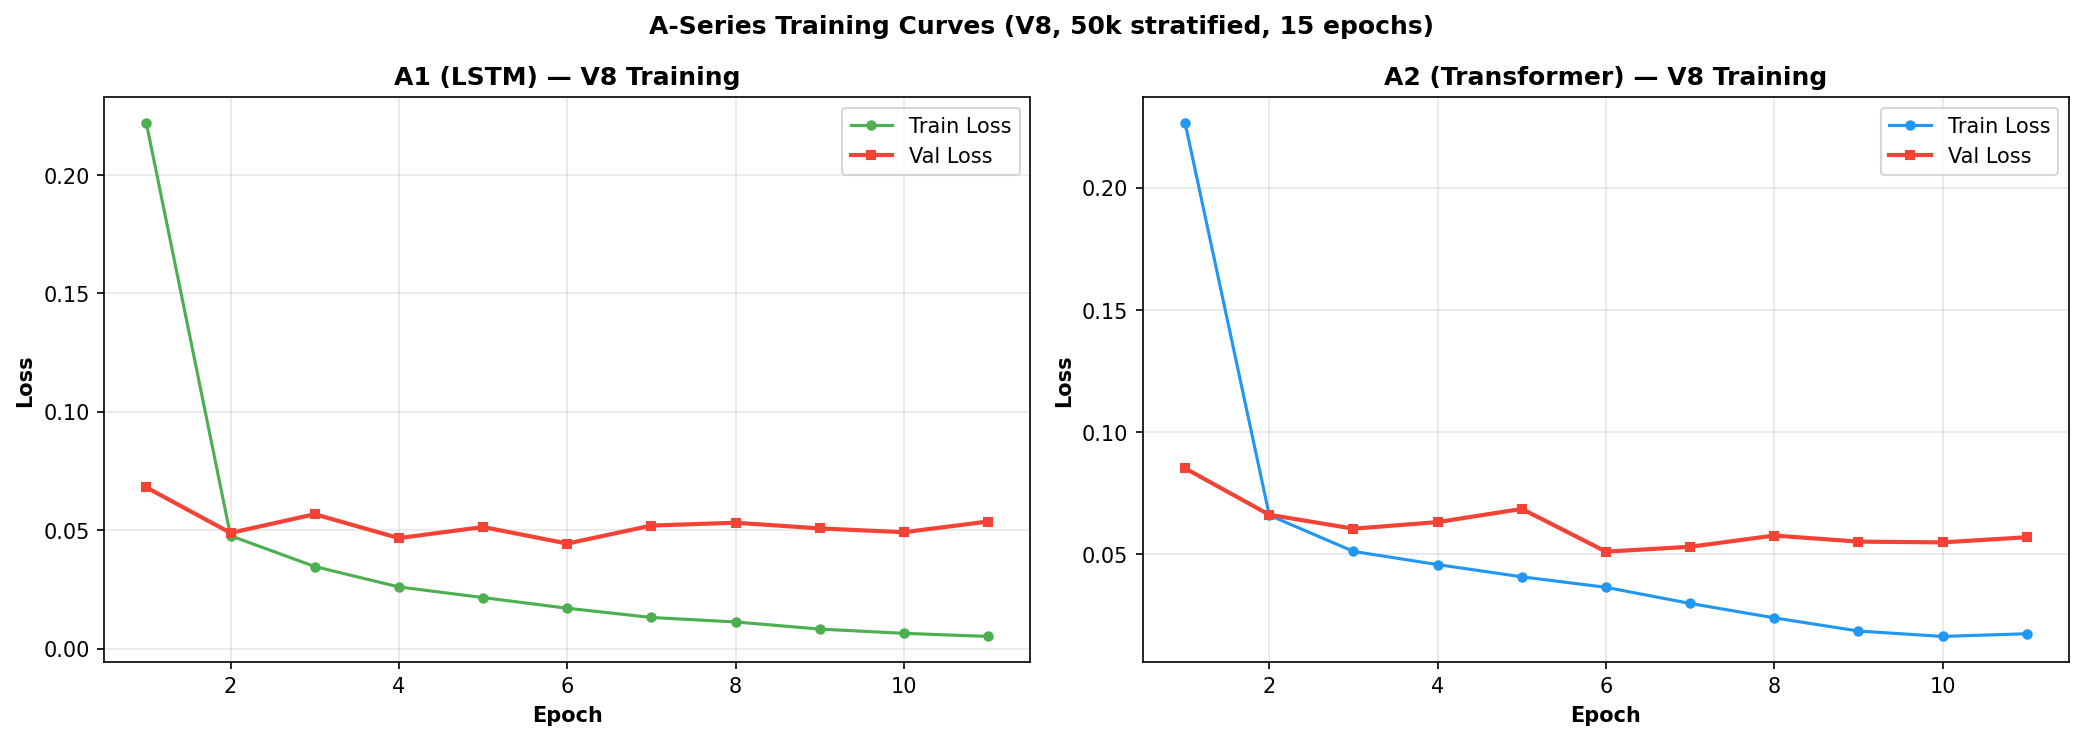 A-Series Training Curves (V8, 50k stratified, 15 epochs)
A1 (LSTM) — V8 Training
Train Loss
Val Loss
0.20
0.15
0.10
0.05
0.00
Loss
2 4 6 8 10
Epoch
A2 (Transformer) — V8 Training
Train Loss
Val Loss
0.20
0.15
0.10
0.05
Loss
2 4 6 8 10
Epoch